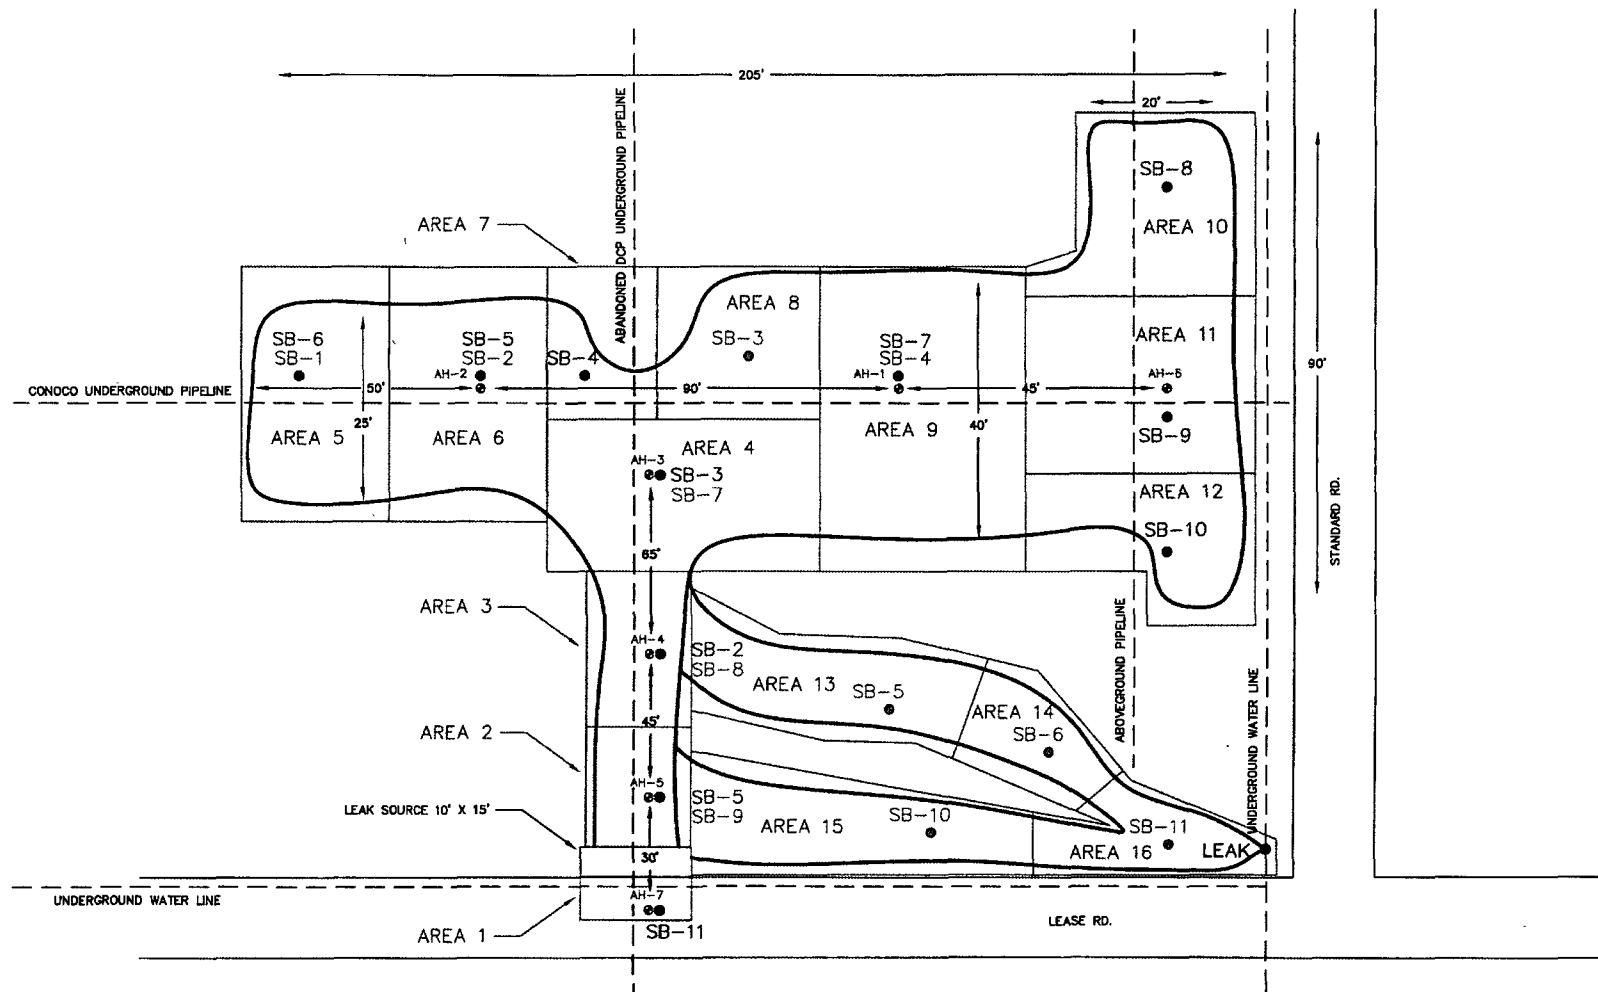 205'
20'
ABANDONED DCP UNDERGROUND PIPELINE
SB-8
AREA 10
AREA 7
AREA 8
SB-3
AREA 11
SB-6
SB-1
SB-5
SB-2
SB-4
SB-7
SB-4
AH-2
AH-1
AH-6
CONOCO UNDERGROUND PIPELINE
50'
90'
45'
90'
25'
40'
AREA 5
AREA 6
AREA 4
AREA 9
SB-9
AH-3
SB-3
SB-7
AREA 12
SB-10
STANDARD RD.
65'
AREA 3
AH-4
SB-2
SB-8
ABOVEGROUND PIPELINE
UNDERGROUND WATER LINE
AREA 13
SB-5
AREA 14
SB-6
45'
AREA 2
AH-5
SB-5
SB-9
LEAK SOURCE 10' X 15'
AREA 15
SB-10
SB-11
AREA 16
LEAK
30'
AH-7
UNDERGROUND WATER LINE
LEASE RD.
AREA 1
SB-11